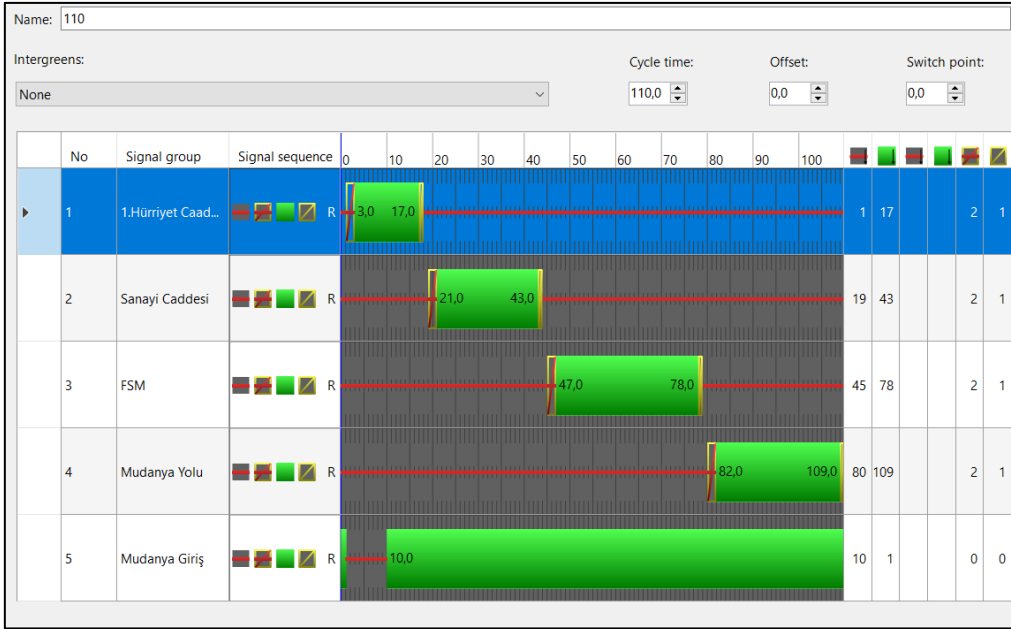 Name: 110
Intergreens: Cycle time: Offset: Switch point:
None 110,0 0,0 0,0
No Signal group Signal sequence 0 10 20 30 40 50 60 70 80 90 100
1 1.Hürriyet Caad... R 3,0 17,0 1 17 2 1
2 Sanayi Caddesi R 21,0 43,0 19 43 2 1
3 FSM R 47,0 78,0 45 78 2 1
4 Mudanya Yolu R 82,0 109,0 80 109 2 1
5 Mudanya Giriş R 10,0 10 1 0 0